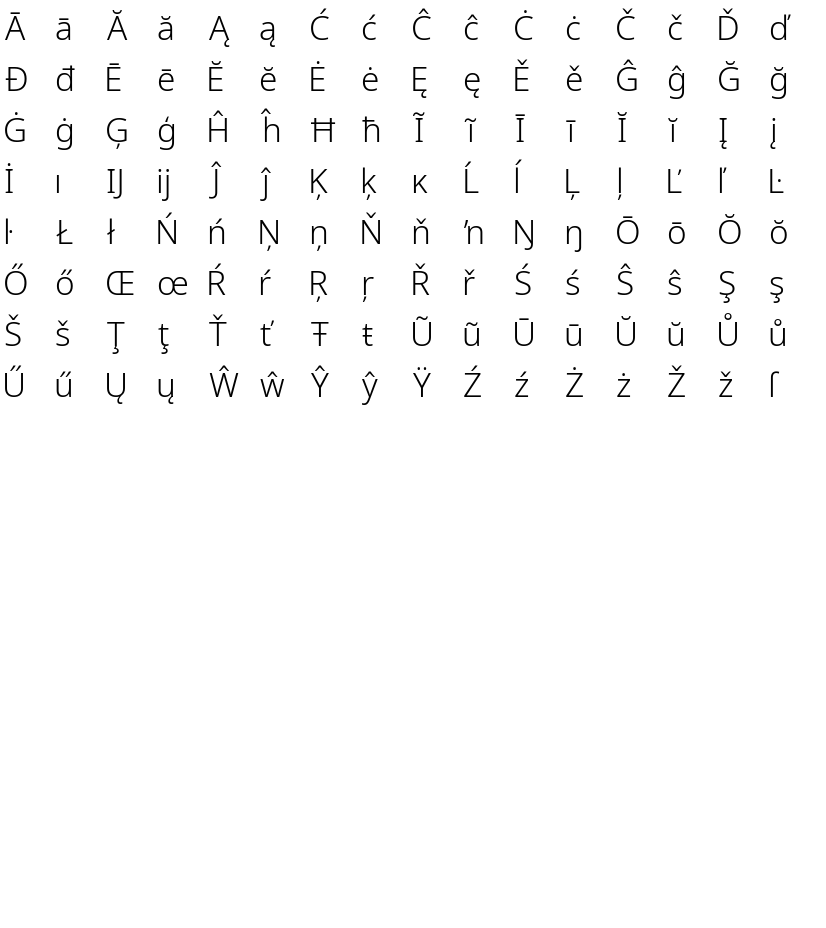 Ā ā Ă ă Ą ą Ć ć Ĉ ĉ Ċ ċ Č č Ď ď
Đ đ Ē ē Ĕ ĕ Ė ė Ę ę Ě ě Ĝ ĝ Ğ ğ
Ġ ġ Ģ ģ Ĥ ĥ Ħ ħ Ĩ ĩ Ī ī Ĭ ĭ Į į
İ ı Ĳ ĳ Ĵ ĵ Ķ ķ ĸ Ĺ ĺ Ļ ļ Ľ ľ Ŀ
ŀ Ł ł Ń ń Ņ ņ Ň ň ŉ Ŋ ŋ Ō ō Ŏ ŏ
Ő ő Œ œ Ŕ ŕ Ŗ ŗ Ř ř Ś ś Ŝ ŝ Ş ş
Š š Ţ ţ Ť ť Ŧ ŧ Ũ ũ Ū ū Ŭ ŭ Ů ů
Ű ű Ų ų Ŵ ŵ Ŷ ŷ Ÿ Ź ź Ż ż Ž ž ſ